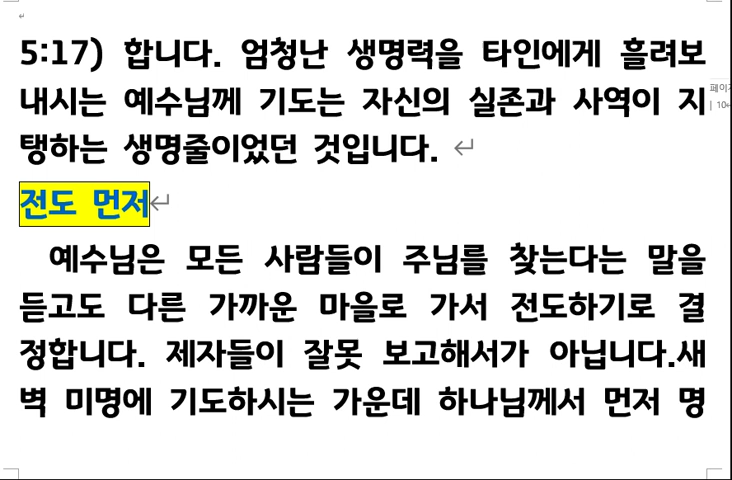 5:17) 합니다. 엄청난 생명력을 타인에게 흘려보
내시는 예수님께 기도는 자신의 실존과 사역이 지
탱하는 생명줄이었던 것입니다.
전도 먼저
예수님은 모든 사람들이 주님를 찾는다는 말을
듣고도 다른 가까운 마을로 가서 전도하기로 결
정합니다. 제자들이 잘못 보고해서가 아닙니다.새
벽 미명에 기도하시는 가운데 하나님께서 먼저 명
페이지
| 10